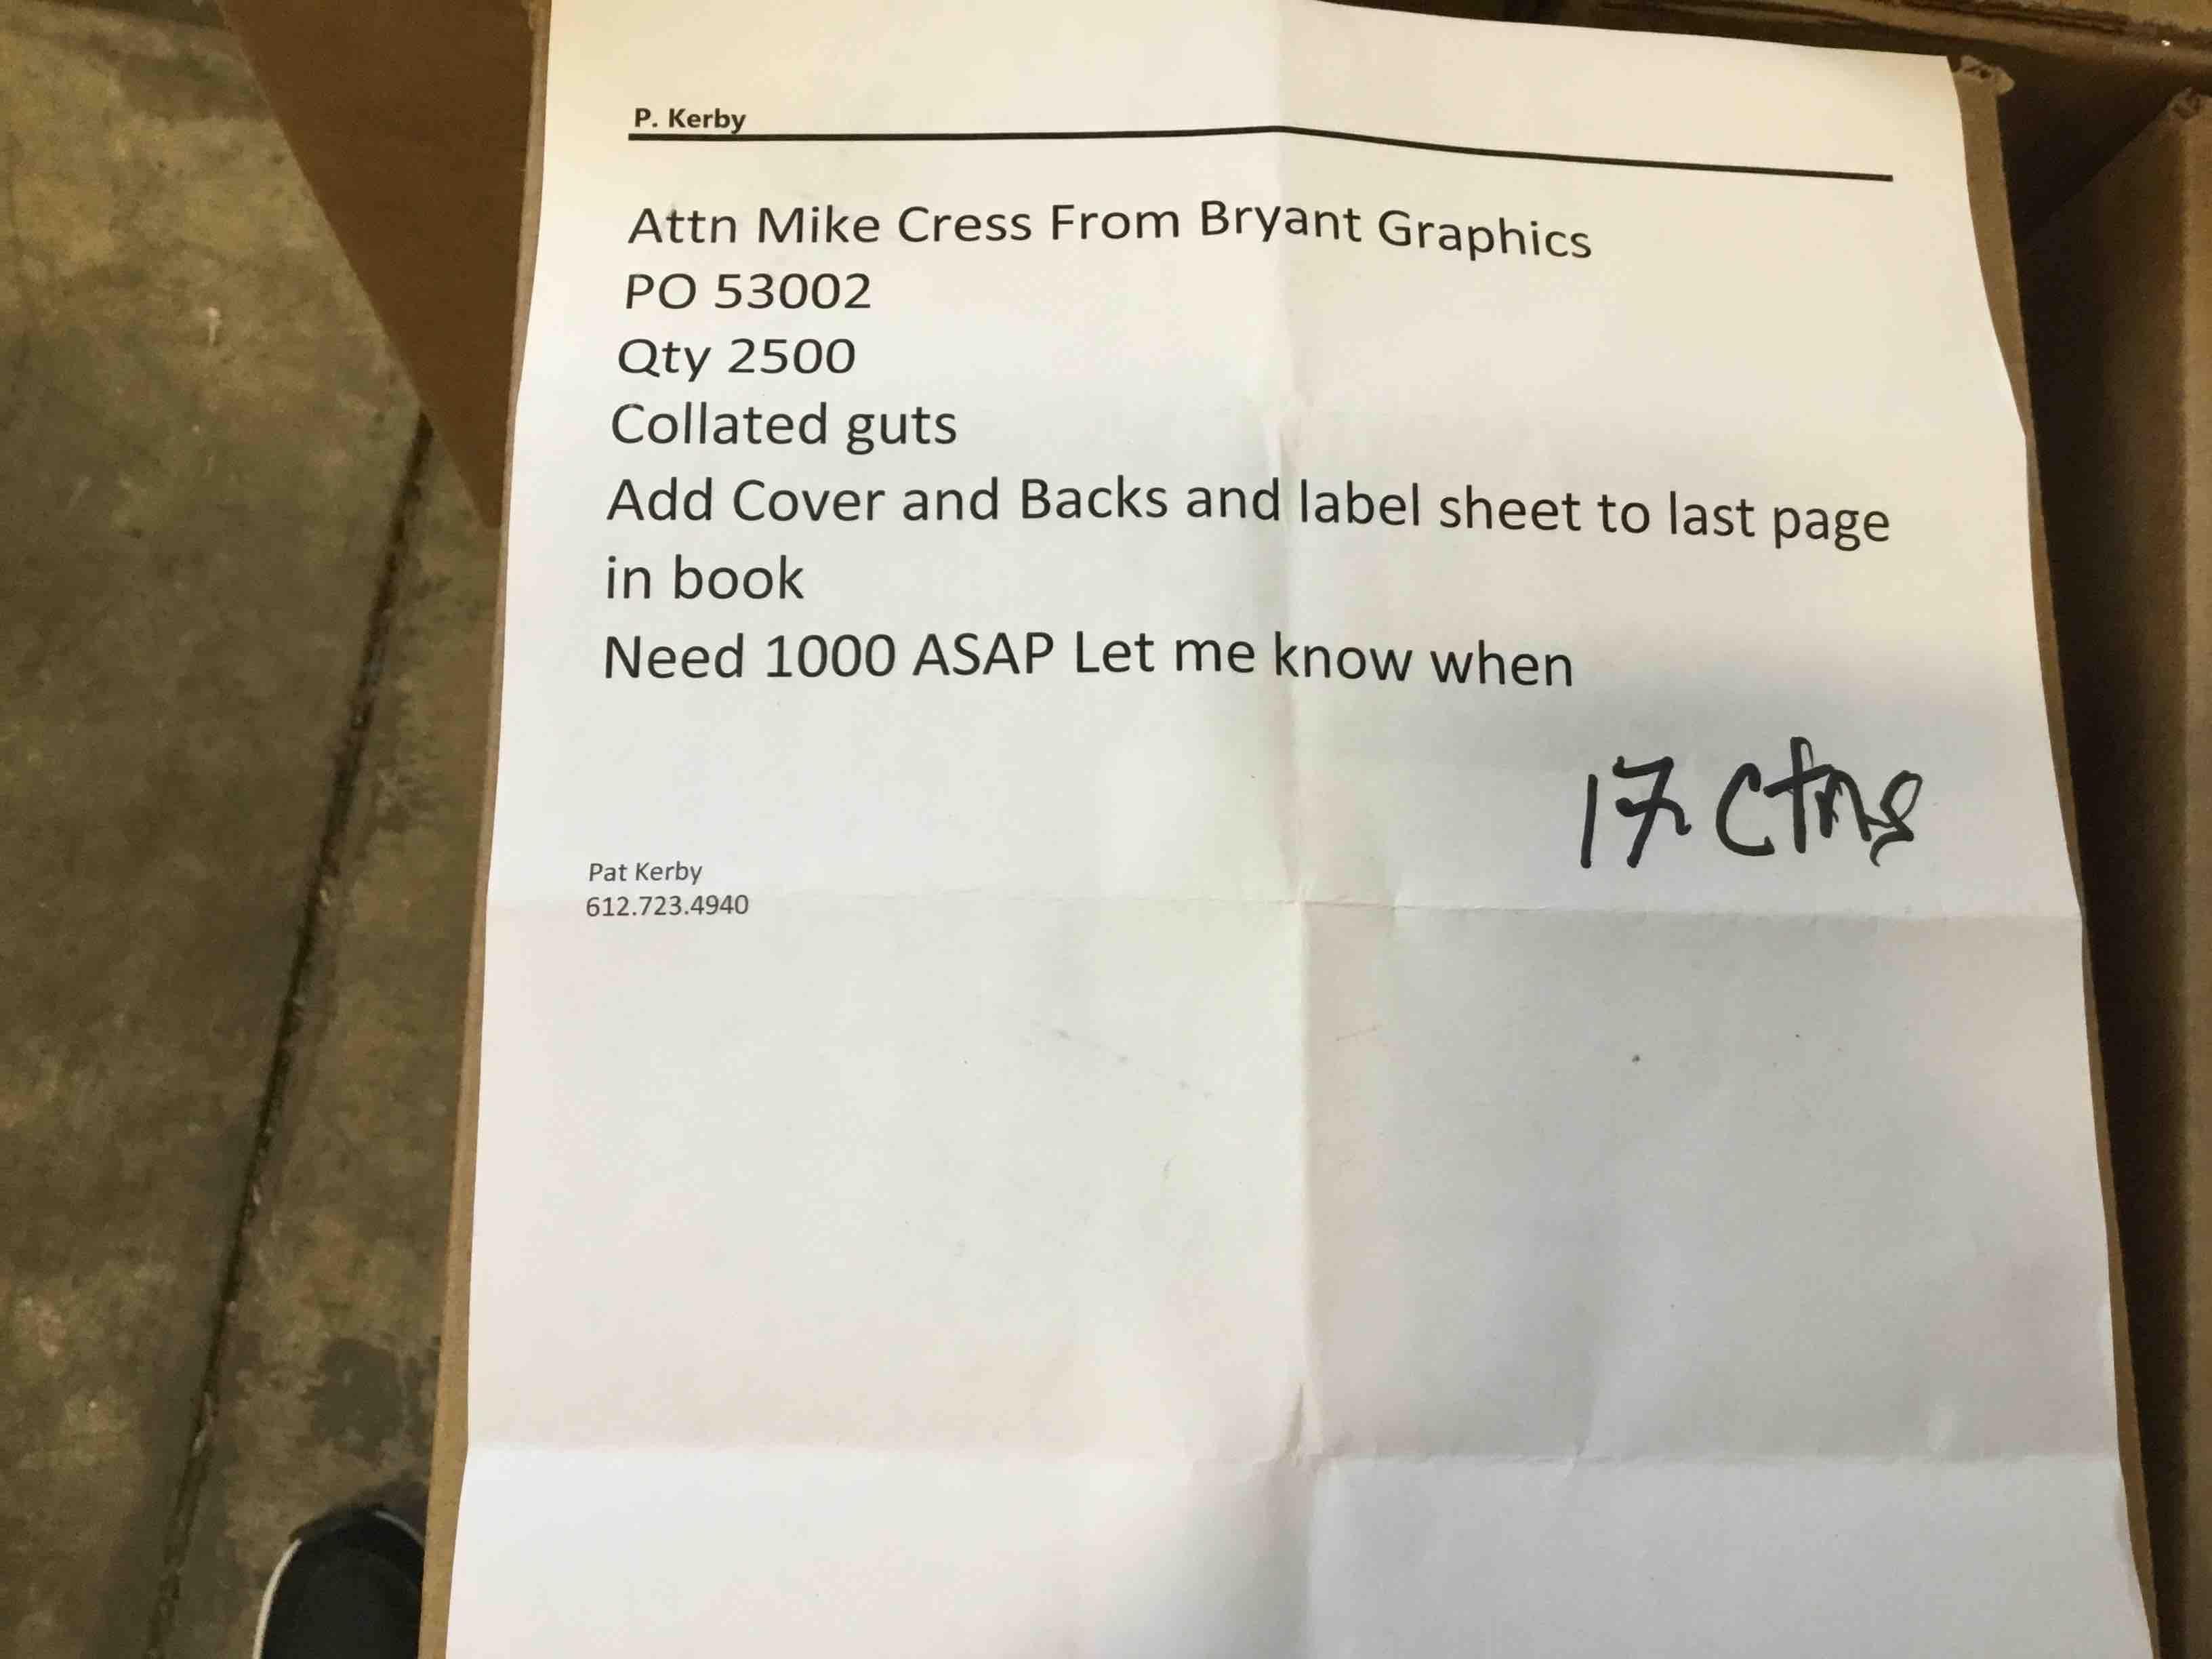 P. Kerby
Attn Mike Cress From Bryant Graphics
PO 53002
Qty 2500
Collated guts
Add Cover and Backs and label sheet to last page
in book
Need 1000 ASAP Let me know when
17 ctns
Pat Kerby
612.723.4940